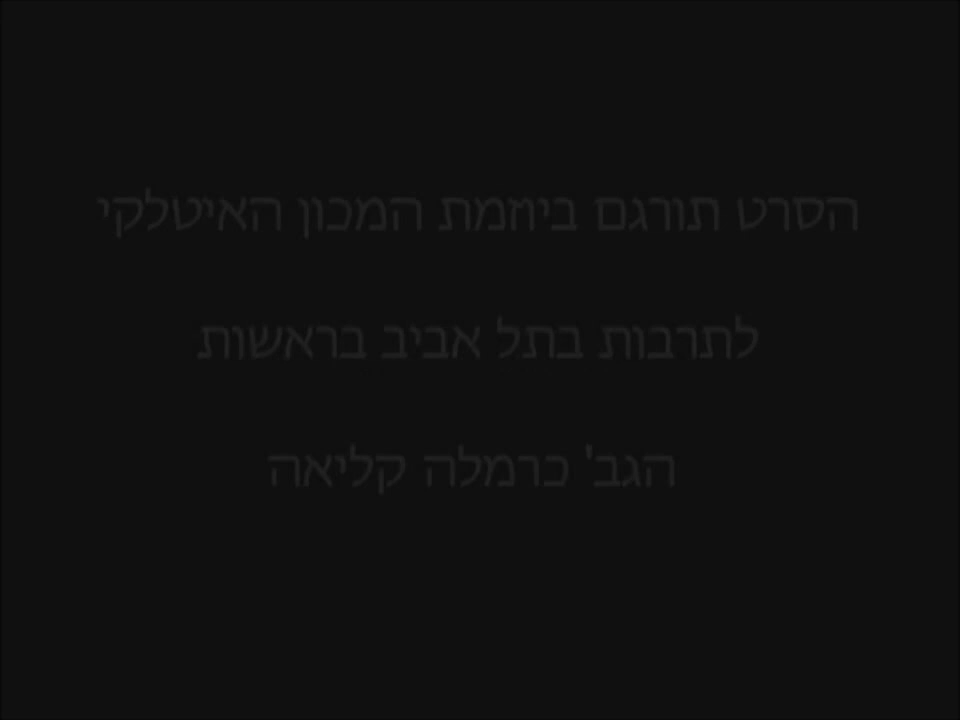 הסרט תורגם ביוזמת המכון האיטלקי
לתרבות בתל אביב בראשות
הגב' כרמלה קליאה